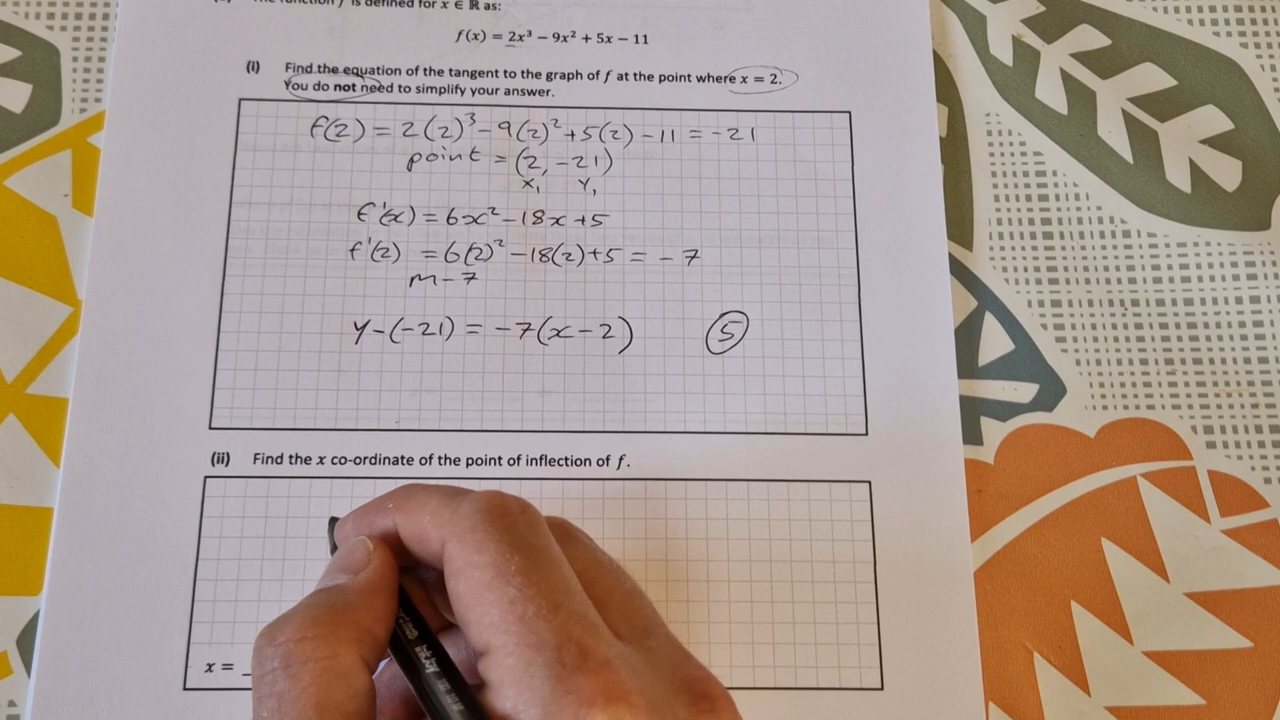 function f is defined for x ∈ ℝ as:
f(x) = 2x³ − 9x² + 5x − 11
(i) Find the equation of the tangent to the graph of f at the point where x = 2.
You do not need to simplify your answer.
f(2) = 2(2)³ − 9(2)² + 5(2) − 11 = −21
point = (2, −21)
x₁ y₁
f'(x) = 6x² − 18x + 5
f'(2) = 6(2)² − 18(2) + 5 = − 7
m − 7
y − (−21) = −7(x − 2) 5
(ii) Find the x co-ordinate of the point of inflection of f.
x = _